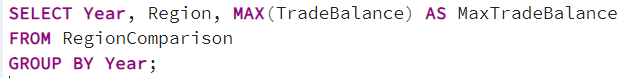 SELECT Year, Region, MAX(TradeBalance) AS MaxTradeBalance
FROM RegionComparison
GROUP BY Year;